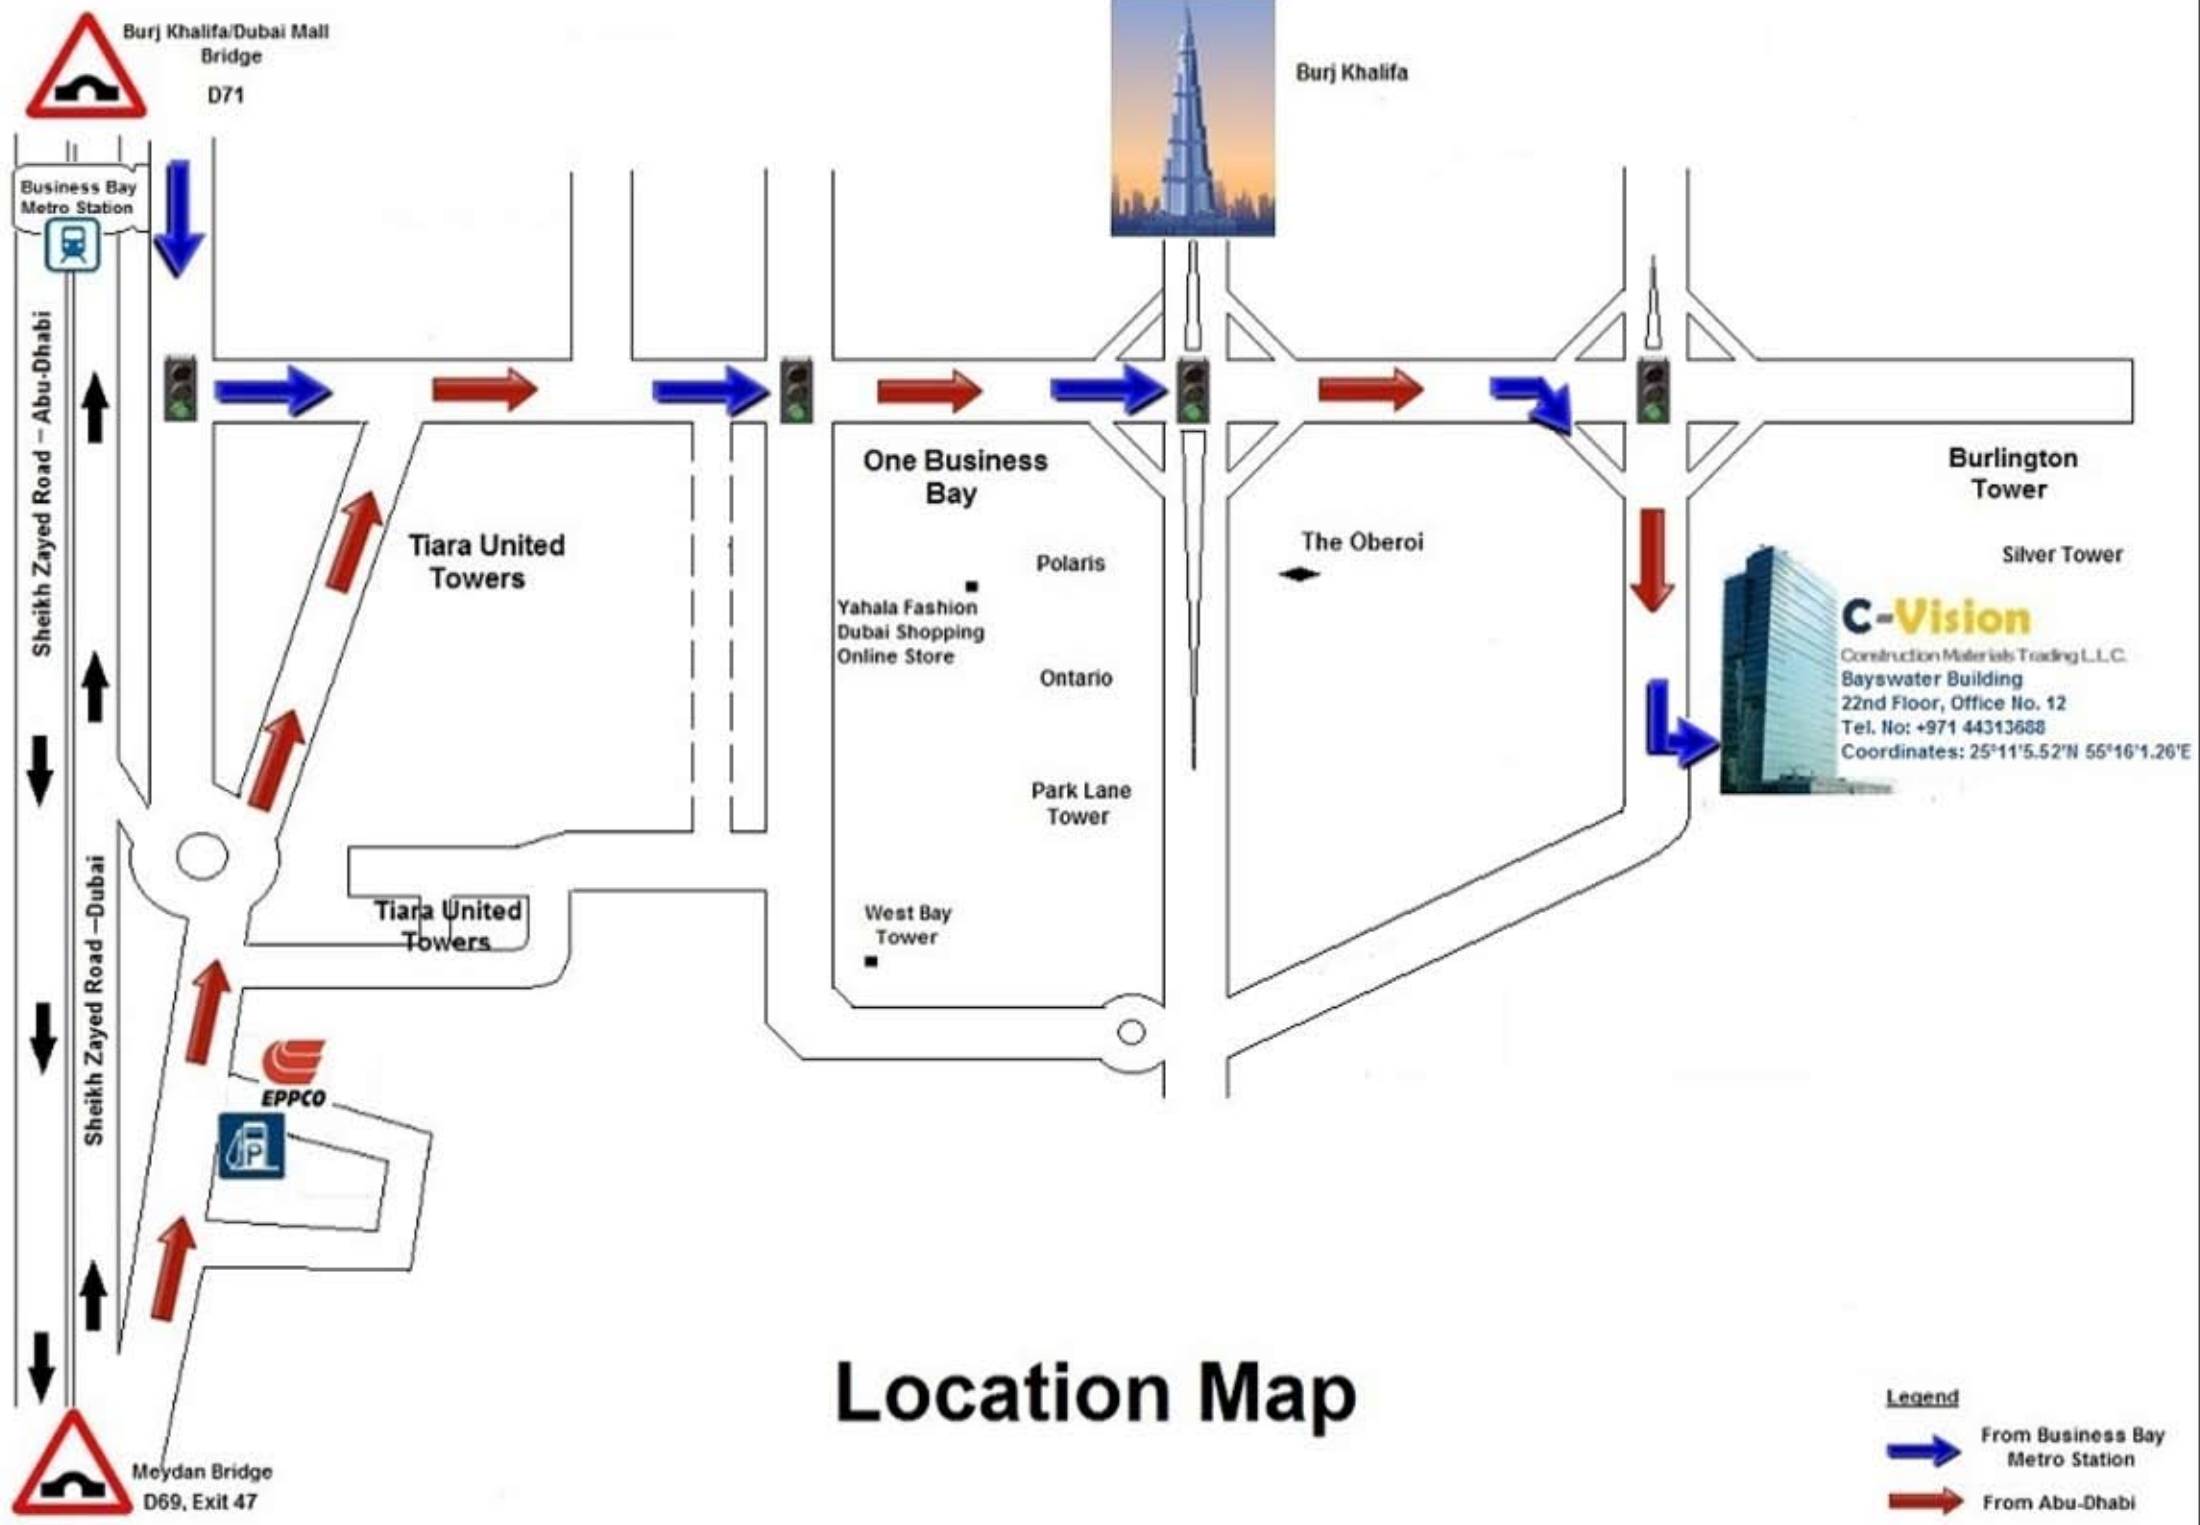 Burj Khalifa/Dubai Mall
Bridge
D71
Burj Khalifa
Business Bay
Metro Station
Sheikh Zayed Road – Abu-Dhabi
One Business
Bay
Burlington
Tower
Tiara United
Towers
Polaris
The Oberoi
Silver Tower
Yahala Fashion
Dubai Shopping
Online Store
C-Vision
Construction Materials Trading L.L.C.
Bayswater Building
22nd Floor, Office No. 12
Tel. No: +971 44313688
Coordinates: 25°11'5.52'N 55°16'1.26'E
Ontario
Park Lane
Tower
Sheikh Zayed Road –Dubai
Tiara United
Towers
West Bay
Tower
EPPCO
P
Location Map
Legend
From Business Bay
Metro Station
From Abu-Dhabi
Meydan Bridge
D69, Exit 47